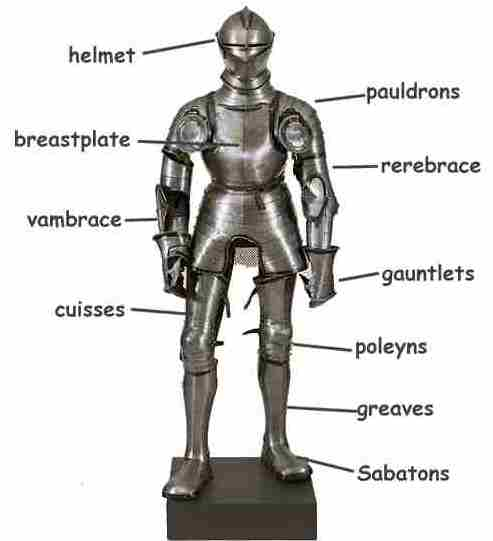 helmet
pauldrons
breastplate
rerebrace
vambrace
gauntlets
cuisses
poleyns
greaves
Sabatons